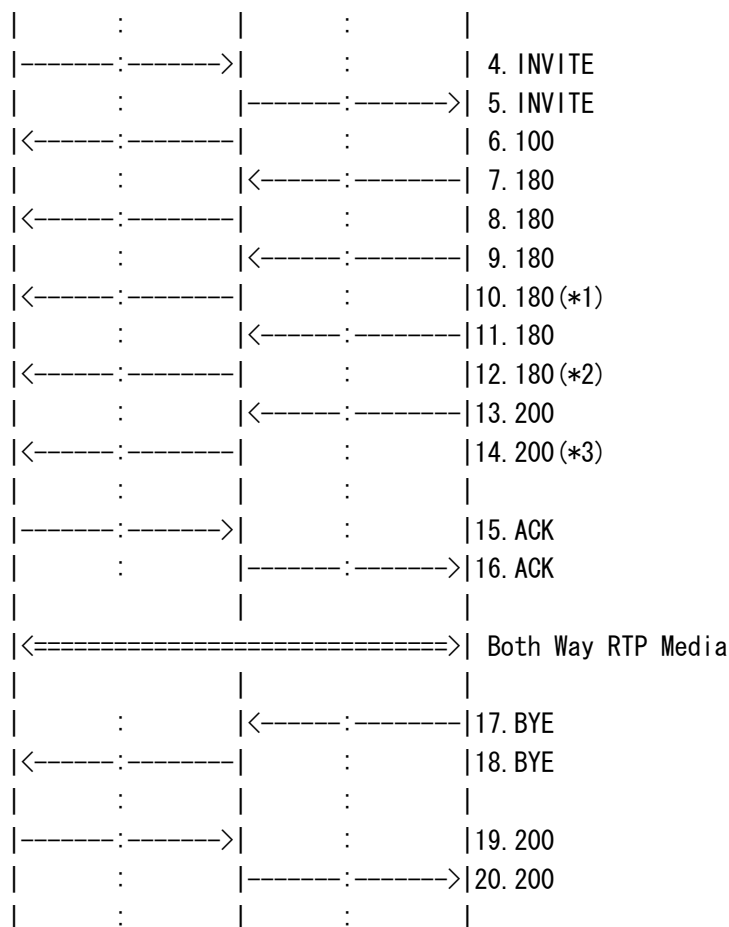 |       :       |       :       |
|-------:------->|       :       | 4. INVITE
|       :       |-------:------->| 5. INVITE
|<------:--------|       :       | 6. 100
|       :       |<------:--------| 7. 180
|<------:--------|       :       | 8. 180
|       :       |<------:--------| 9. 180
|<------:--------|       :       |10. 180(*1)
|       :       |<------:--------|11. 180
|<------:--------|       :       |12. 180(*2)
|       :       |<------:--------|13. 200
|<------:--------|       :       |14. 200(*3)
|       :       |       :       |
|-------:------->|       :       |15. ACK
|       :       |-------:------->|16. ACK
|               |               |
|<==============================>| Both Way RTP Media
|               |               |
|       :       |<------:--------|17. BYE
|<------:--------|       :       |18. BYE
|       :       |       :       |
|-------:------->|       :       |19. 200
|       :       |-------:------->|20. 200
|       :       |       :       |